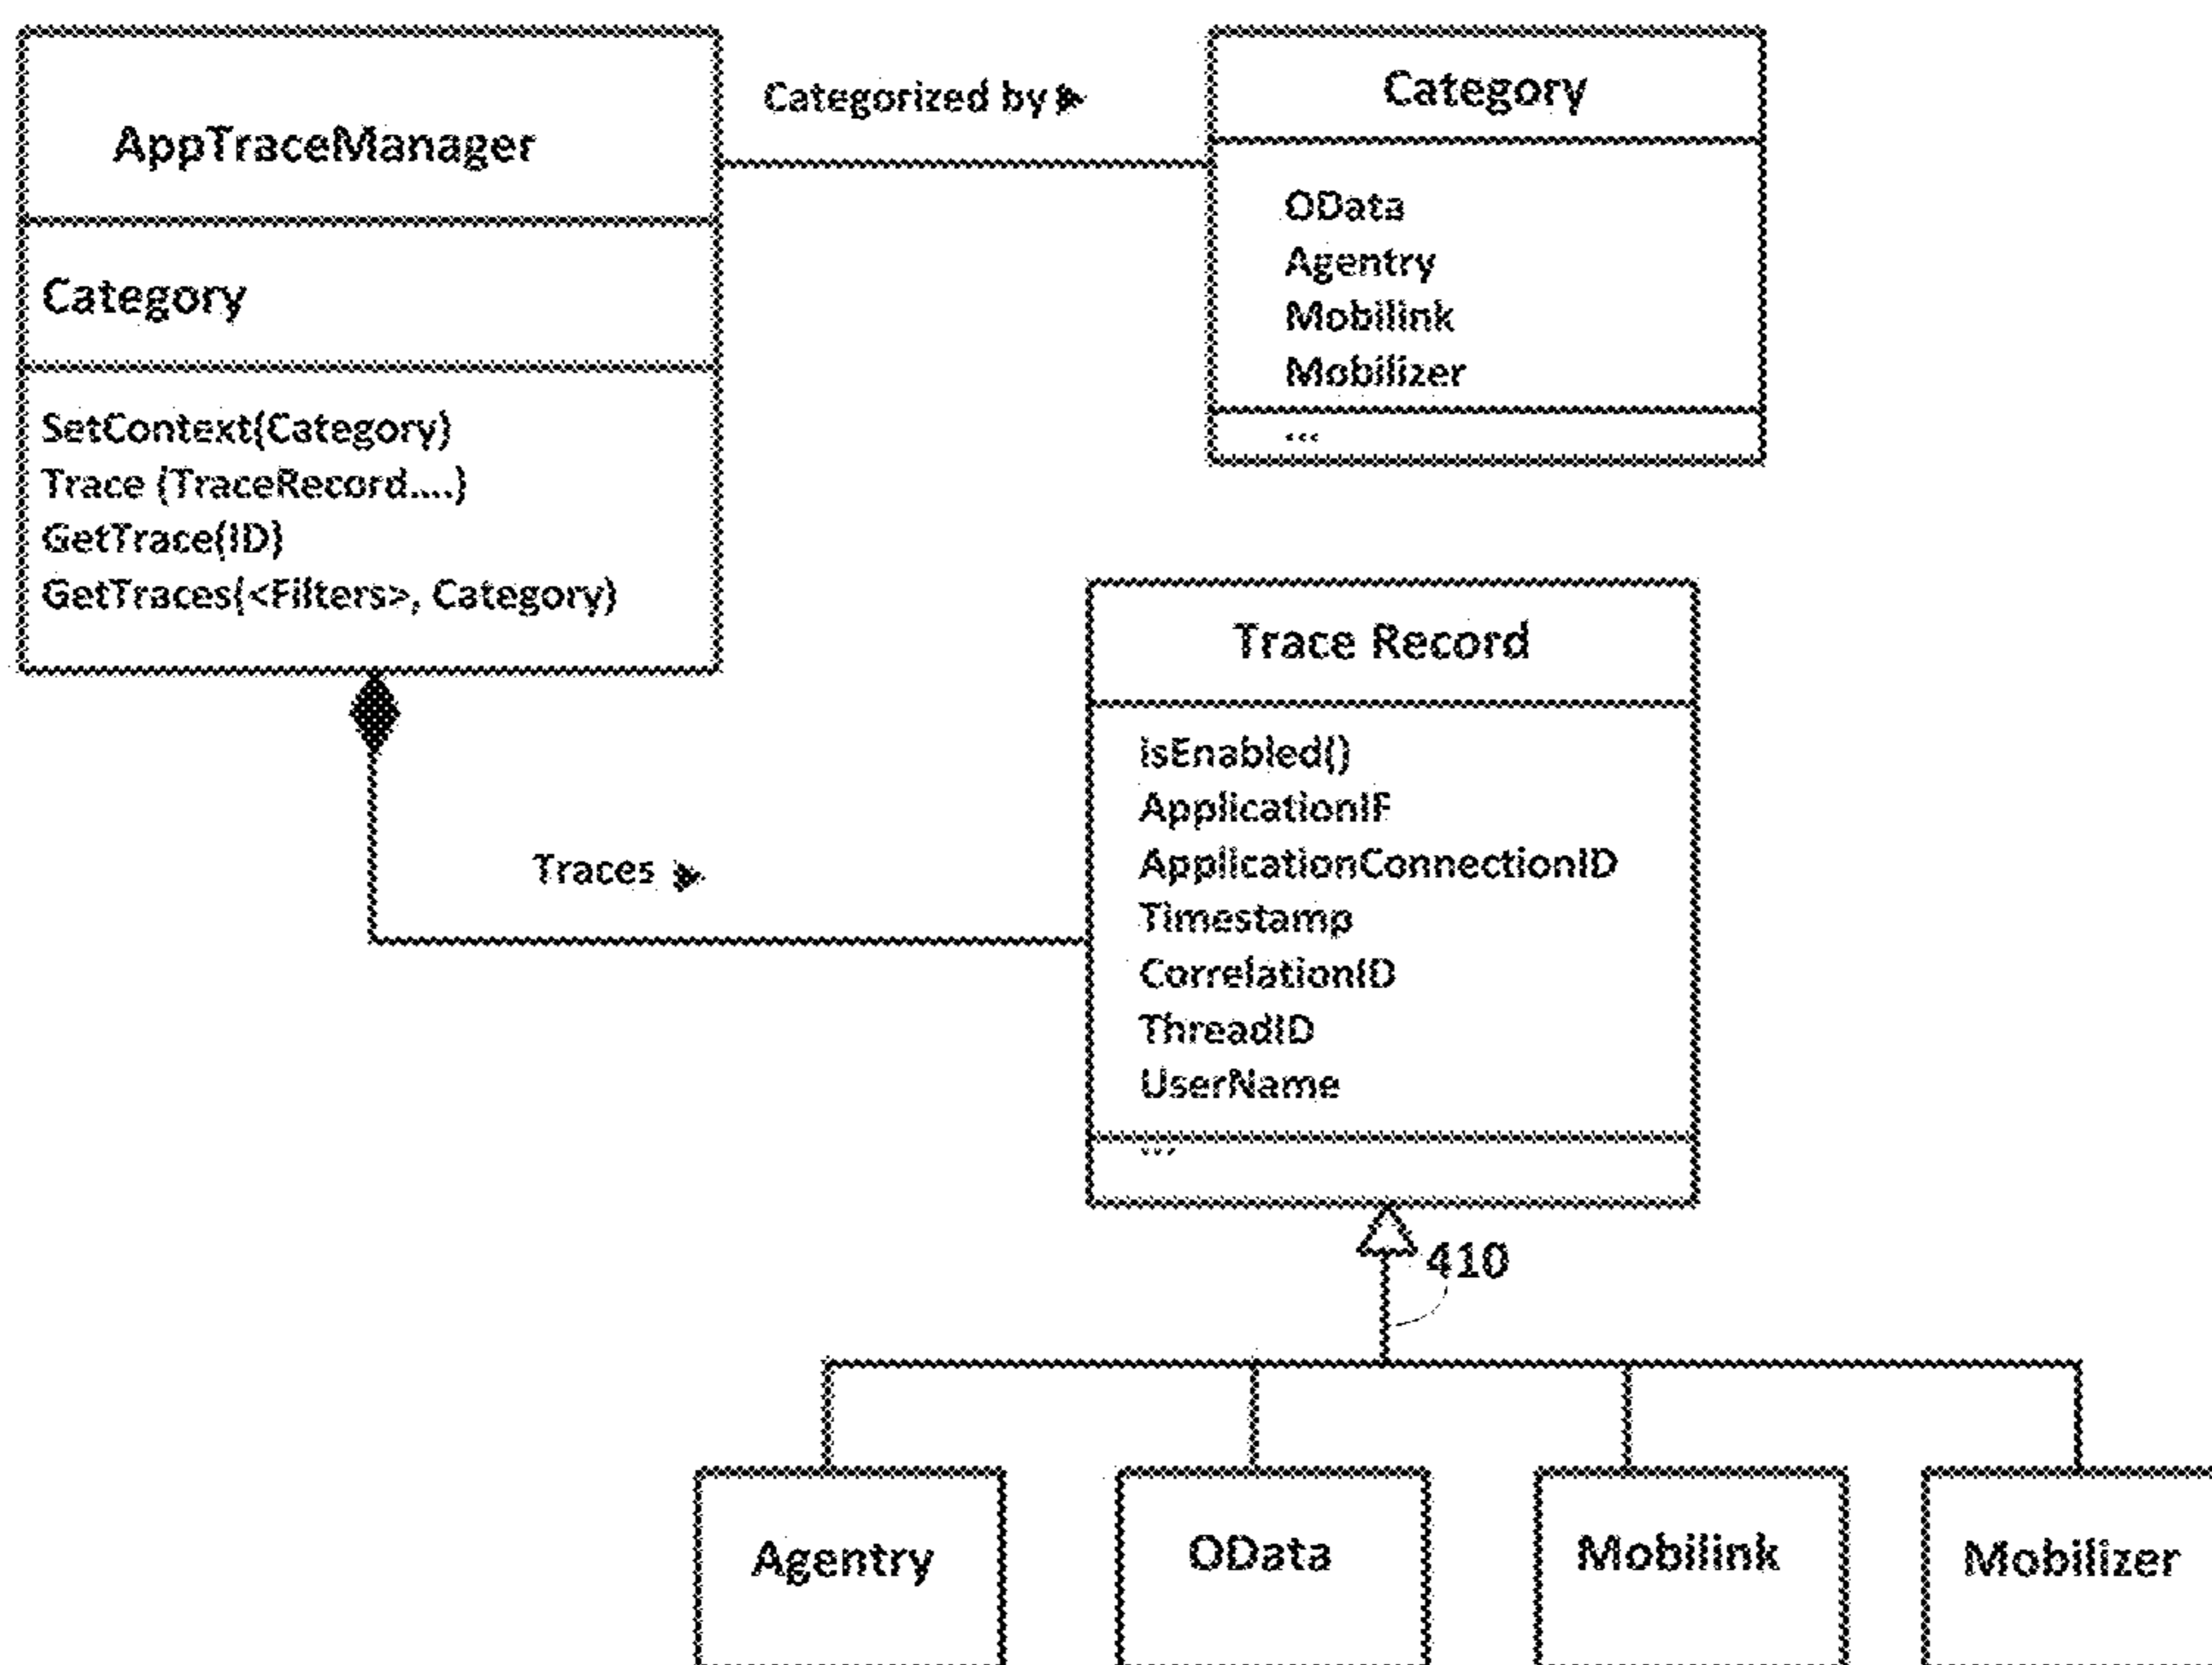 AppTraceManager
Category
SetContext(Category)
Trace (TraceRecord....)
GetTrace(ID)
GetTraces(<Filters>, Category)
Categorized by
Category
OData
Agentry
Mobilink
Mobilizer
...
Traces
Trace Record
isEnabled()
ApplicationIF
ApplicationConnectionID
Timestamp
CorrelationID
ThreadID
UserName
...
410
Agentry
OData
Mobilink
Mobilizer